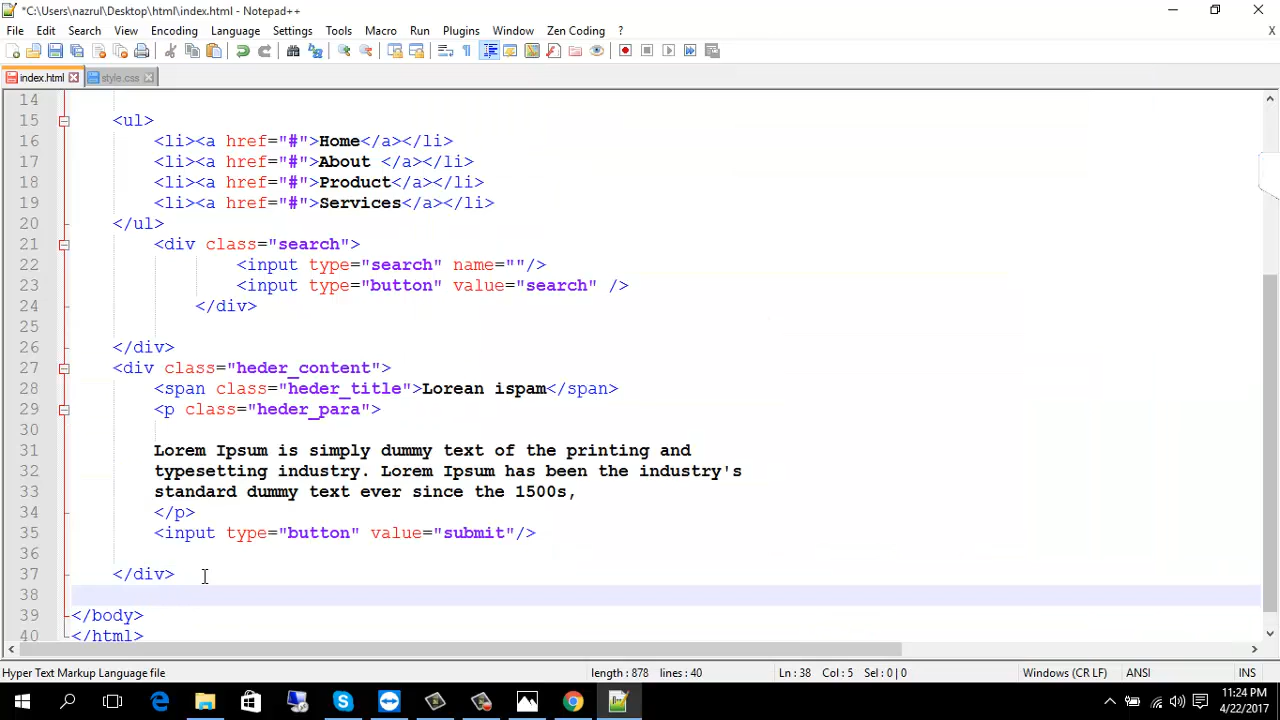 *C:\Users\nazrul\Desktop\html\index.html - Notepad++
File Edit Search View Encoding Language Settings Tools Macro Run Plugins Window Zen Coding ? X
index.html style.css
14
15 <ul>
16 <li><a href="#">Home</a></li>
17 <li><a href="#">About </a></li>
18 <li><a href="#">Product</a></li>
19 <li><a href="#">Services</a></li>
20 </ul>
21 <div class="search">
22 <input type="search" name=""/>
23 <input type="button" value="search" />
24 </div>
25
26 </div>
27 <div class="heder_content">
28 <span class="heder_title">Lorean ispam</span>
29 <p class="heder_para">
30
31 Lorem Ipsum is simply dummy text of the printing and
32 typesetting industry. Lorem Ipsum has been the industry's
33 standard dummy text ever since the 1500s,
34 </p>
35 <input type="button" value="submit"/>
36
37 </div>
38
39 </body>
40 </html>
Hyper Text Markup Language file length : 878 lines : 40 Ln : 38 Col : 5 Sel : 0 | 0 Windows (CR LF) ANSI INS
11:24 PM
4/22/2017